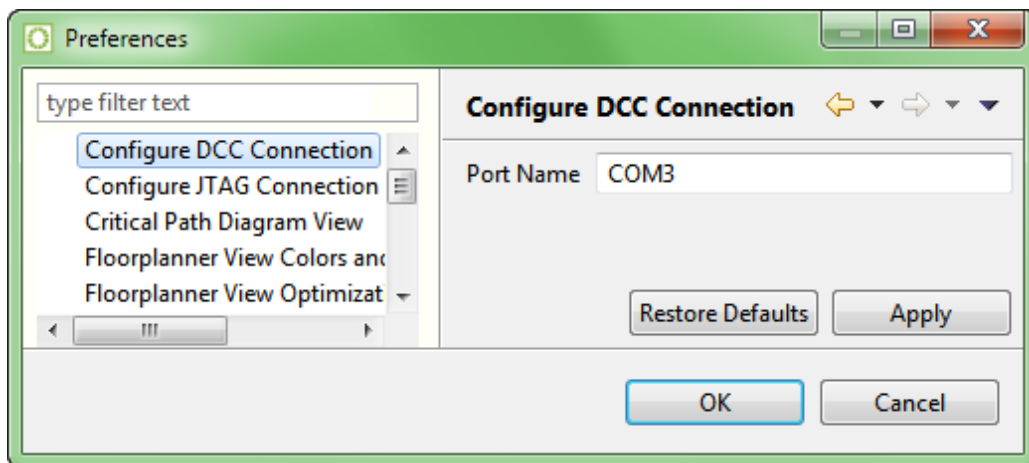 Preferences
type filter text
Configure DCC Connection
Configure JTAG Connection
Critical Path Diagram View
Floorplanner View Colors and
Floorplanner View Optimizat
Configure DCC Connection
Port Name COM3
Restore Defaults Apply
OK Cancel